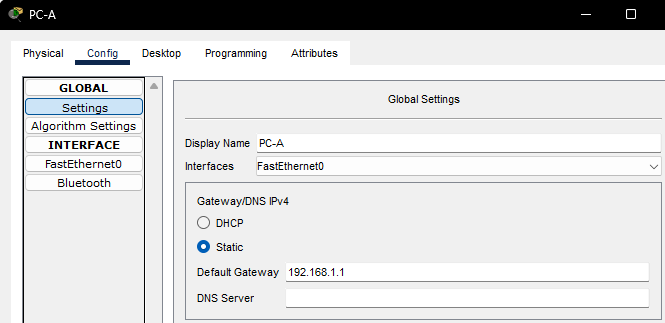 PC-A
Physical Config Desktop Programming Attributes
GLOBAL
Settings
Algorithm Settings
INTERFACE
FastEthernet0
Bluetooth
Global Settings
Display Name PC-A
Interfaces FastEthernet0
Gateway/DNS IPv4
DHCP
Static
Default Gateway 192.168.1.1
DNS Server